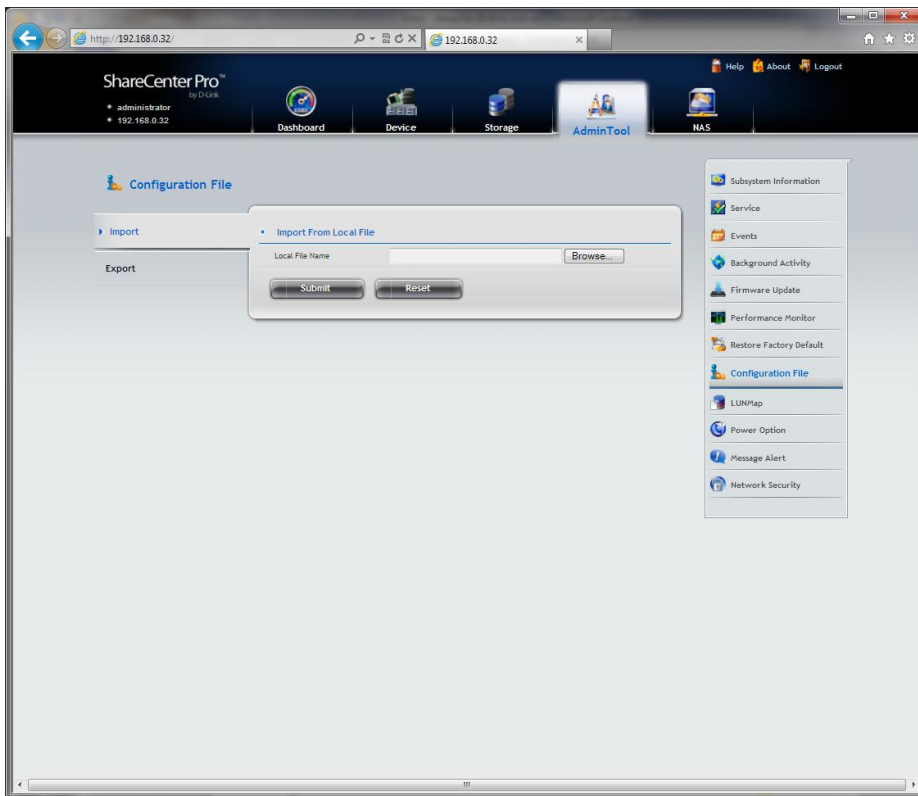 http://192.168.0.32/
192.168.0.32
Help About Logout
ShareCenter Pro™
by D-Link
administrator
192.168.0.32
Dashboard Device Storage AdminTool NAS
Configuration File
Import
Export
Import From Local File
Local File Name Browse...
Submit Reset
Subsystem Information
Service
Events
Background Activity
Firmware Update
Performance Monitor
Restore Factory Default
Configuration File
LUNMap
Power Option
Message Alert
Network Security